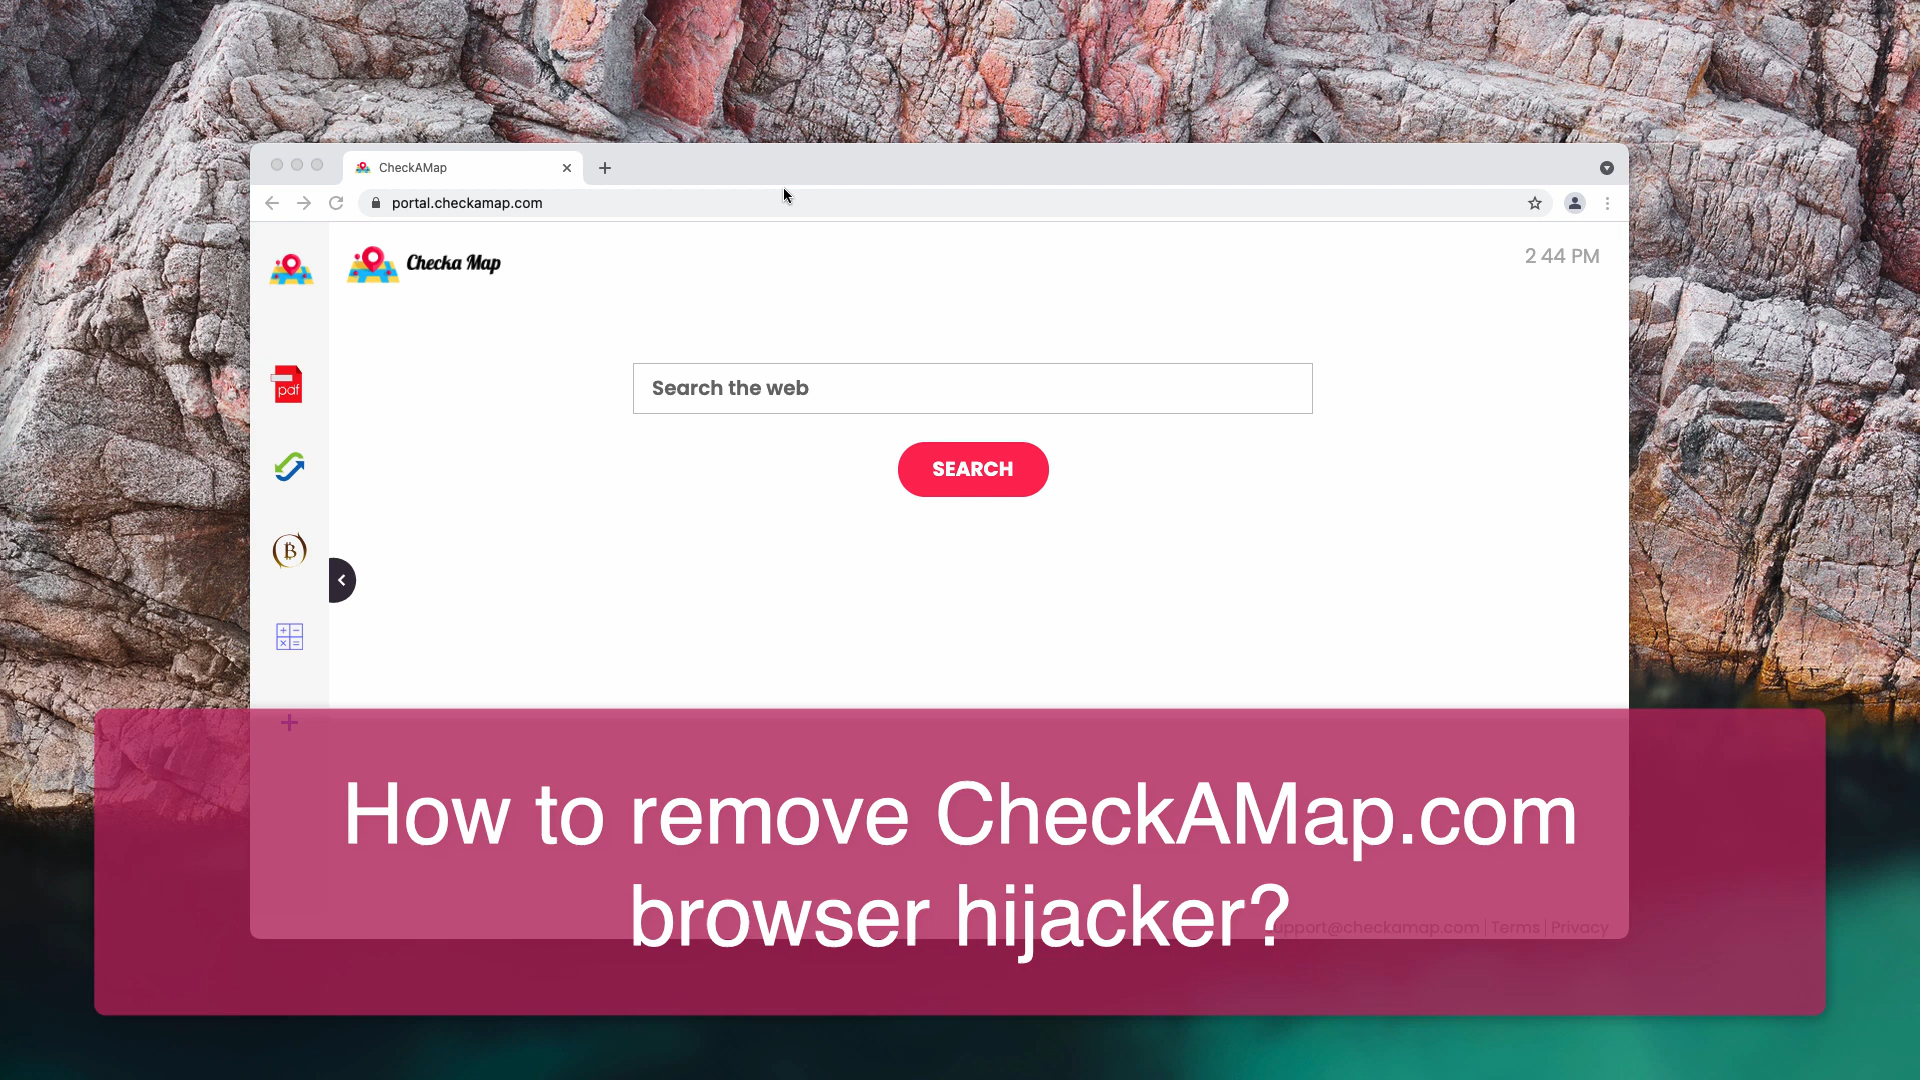 CheckAMap
portal.checkamap.com
Checka Map
2 44 PM
pdf
Search the web
SEARCH
How to remove CheckAMap.com
browser hijacker?
upport@checkamap.com | Terms | Privacy